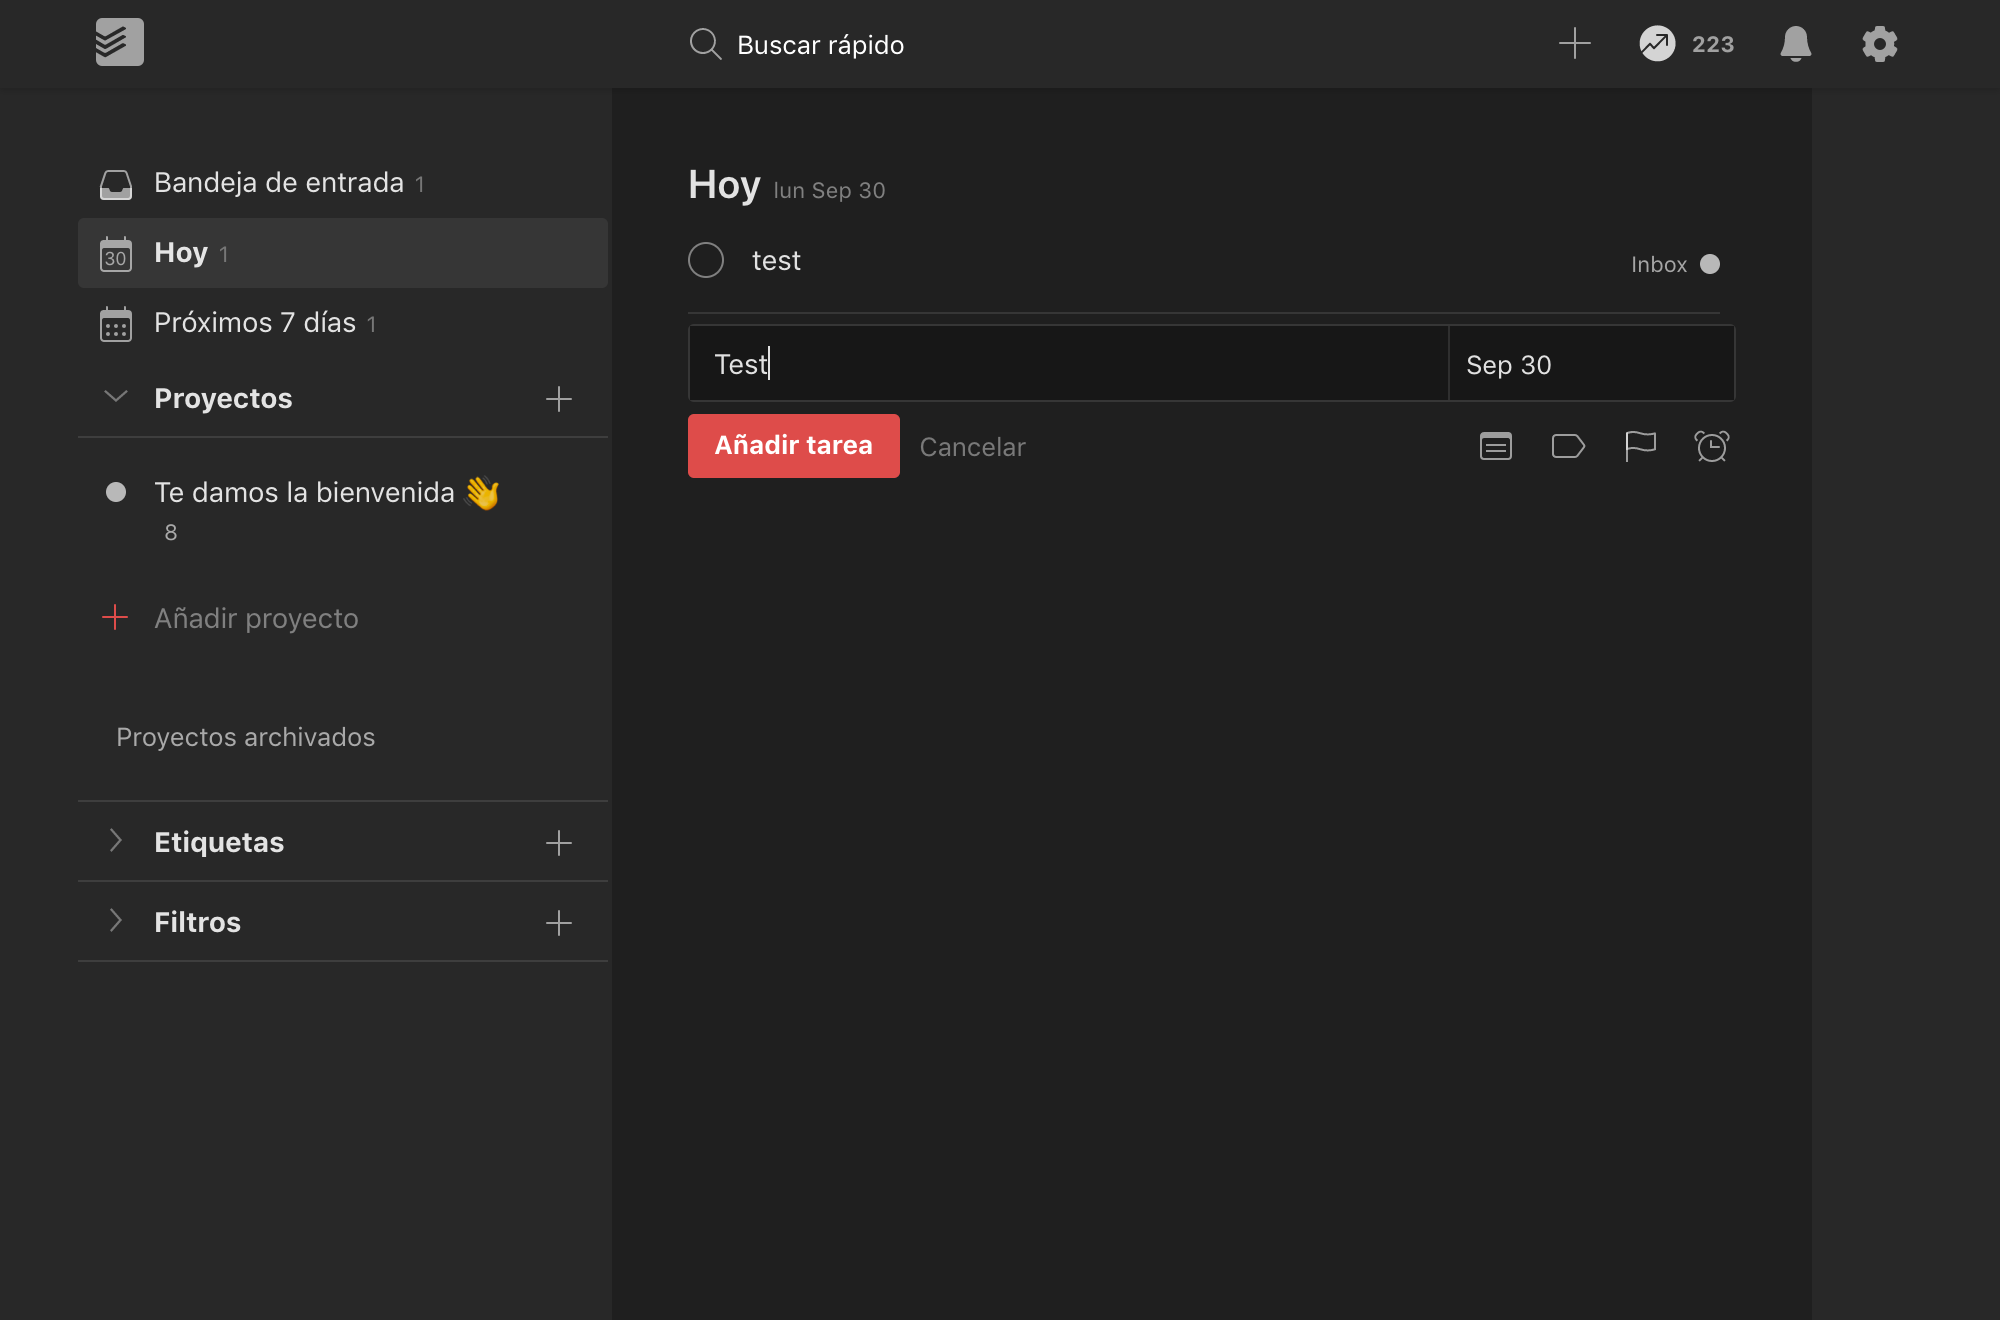 Buscar rápido
223
Bandeja de entrada 1
30 Hoy 1
Próximos 7 días 1
Proyectos
Te damos la bienvenida 👋
8
Añadir proyecto
Proyectos archivados
Etiquetas
Filtros
Hoy lun Sep 30
test Inbox
Test Sep 30
Añadir tarea Cancelar